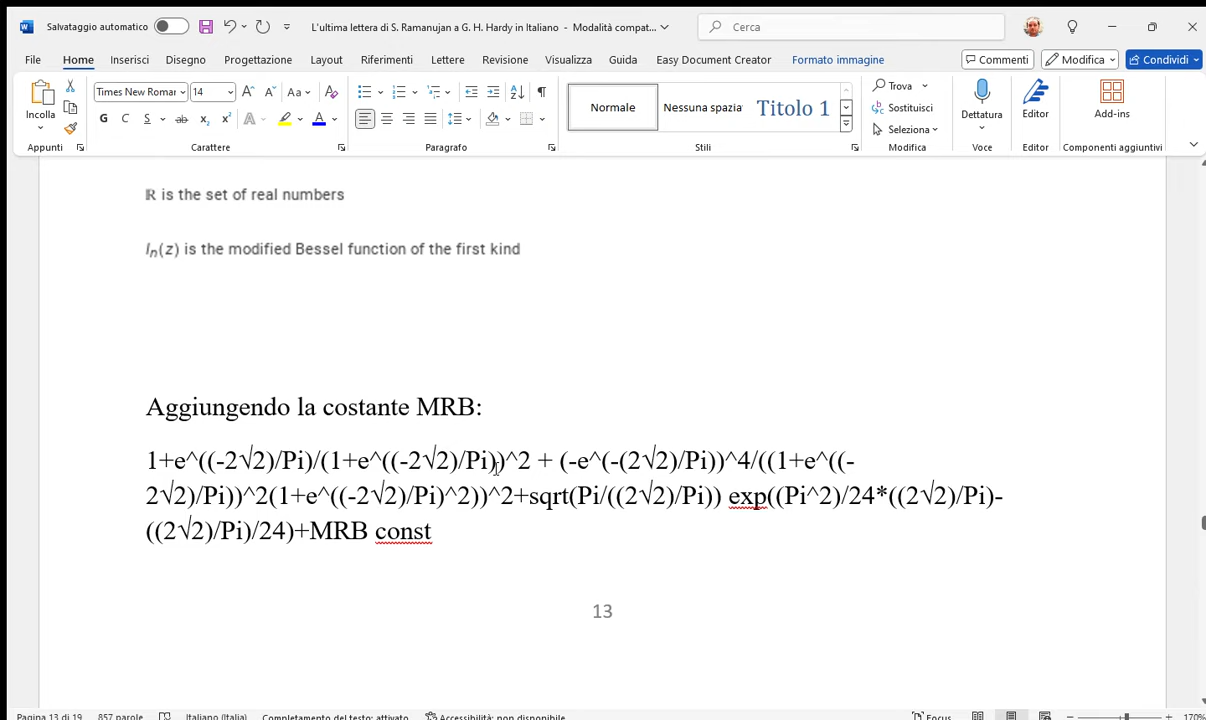 Salvataggio automatico
L'ultima lettera di S. Ramanujan a G. H. Hardy in Italiano - Modalità compat...
Cerca
File Home Inserisci Disegno Progettazione Layout Riferimenti Lettere Revisione Visualizza Guida Easy Document Creator Formato immagine Commenti Modifica Condividi
Incolla
Times New Roman 14
Aa
G C S ab x₂ x² A A
Normale
Nessuna spazia
Titolo 1
Trova
Sostituisci
Seleziona
Dettatura
Editor
Add-ins
Appunti Carattere Paragrafo Stili Modifica Voce Editor Componenti aggiuntivi
ℝ is the set of real numbers
Iₙ(z) is the modified Bessel function of the first kind
Aggiungendo la costante MRB:
1+e^((-2√2)/Pi)/(1+e^((-2√2)/Pi))^2 + (-e^(-(2√2)/Pi))^4/((1+e^((-
2√2)/Pi))^2(1+e^((-2√2)/Pi)^2))^2+sqrt(Pi/((2√2)/Pi)) exp((Pi^2)/24*((2√2)/Pi)-
((2√2)/Pi)/24)+MRB const
13
Pagina 13 di 19 857 parole Italiano (Italia) Completamento del testo: attivato Accessibilità: non disponibile Focus 170%